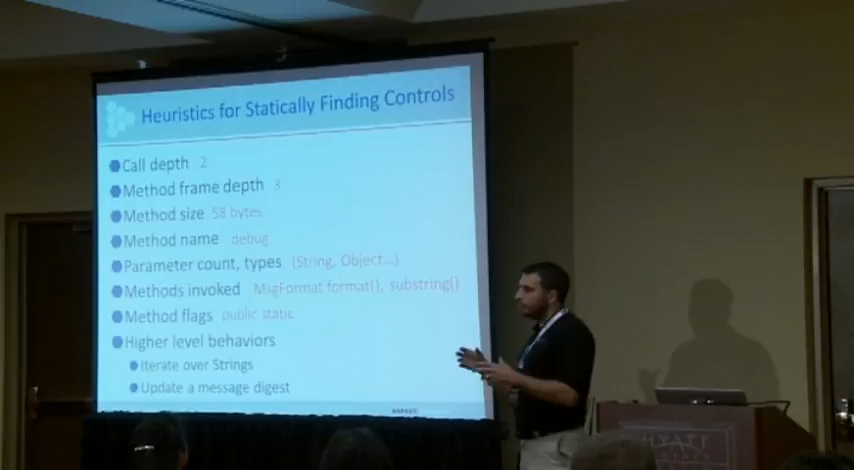 Heuristics for Statically Finding Controls
Call depth 2
Method frame depth 3
Method size 58 bytes
Method name debug
Parameter count, types (String, Object...)
Methods invoked MsgFormat.format(), substring()
Method flags public static
Higher level behaviors
Iterate over Strings
Update a message digest
ASPECT
HYATT